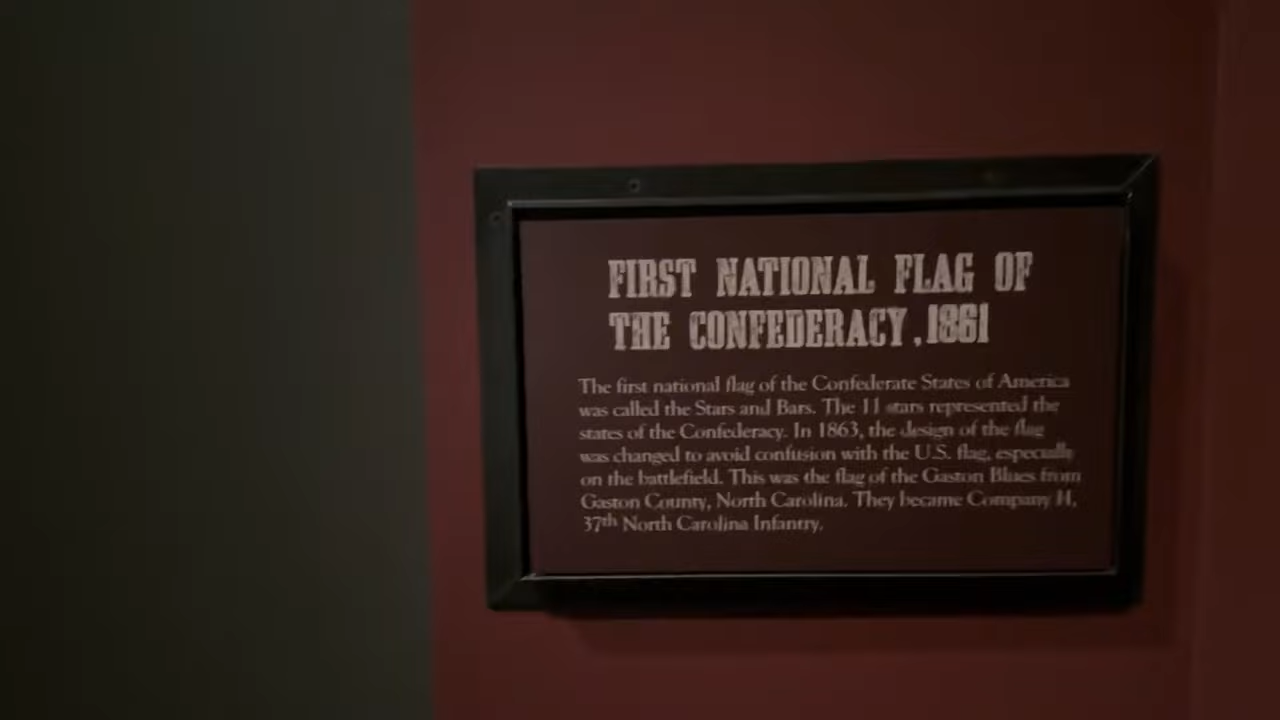 FIRST NATIONAL FLAG OF
THE CONFEDERACY, 1861
The first national flag of the Confederate States of America
was called the Stars and Bars. The 11 stars represented the
states of the Confederacy. In 1863, the design of the flag
was changed to avoid confusion with the U.S. flag, especially
on the battlefield. This was the flag of the Gaston Blues from
Gaston County, North Carolina. They became Company H,
37th North Carolina Infantry.